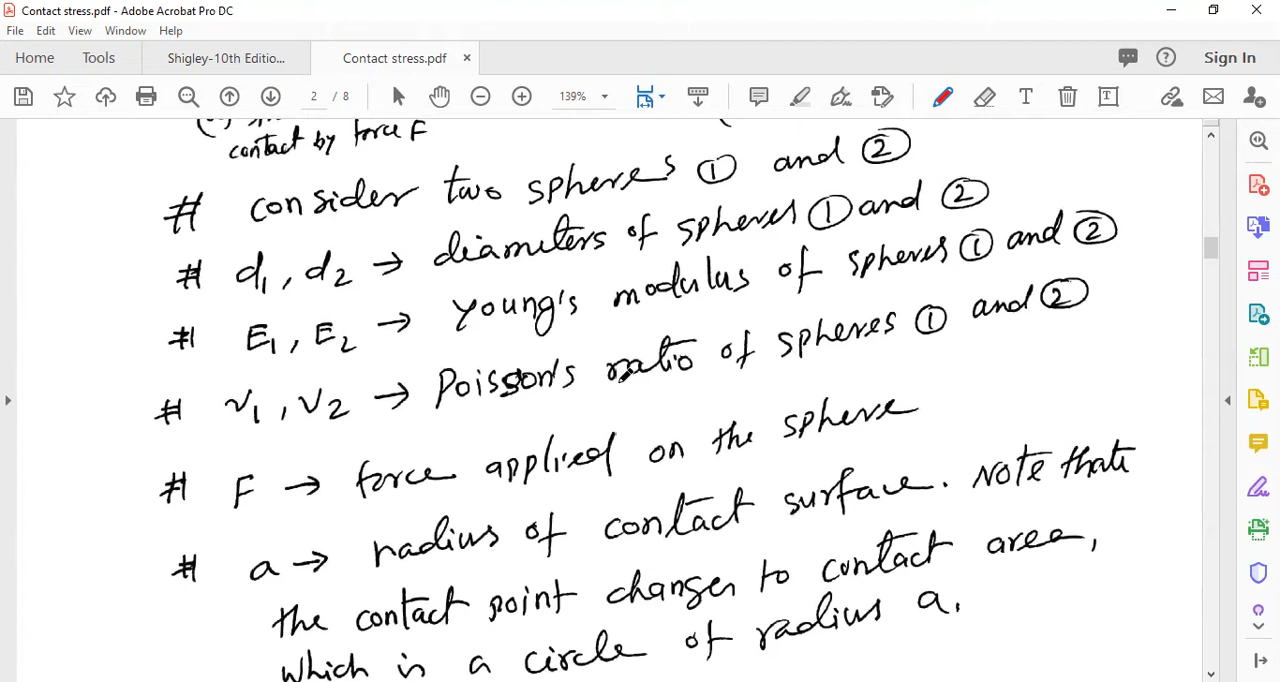 Contact stress.pdf - Adobe Acrobat Pro DC
File Edit View Window Help
Home Tools Shigley-10th Editio... Contact stress.pdf × Sign In
2 / 8 139%
contact by force F
# consider two spheres ① and ②
# d1, d2 → diameters of spheres ① and ②
# E1, E2 → Young's modulus of spheres ① and ②
# ν1, ν2 → Poisson's ratio of spheres ① and ②
# F → force applied on the sphere
# a → radius of contact surface. Note that
the contact point changes to contact area,
which is a circle of radius a.